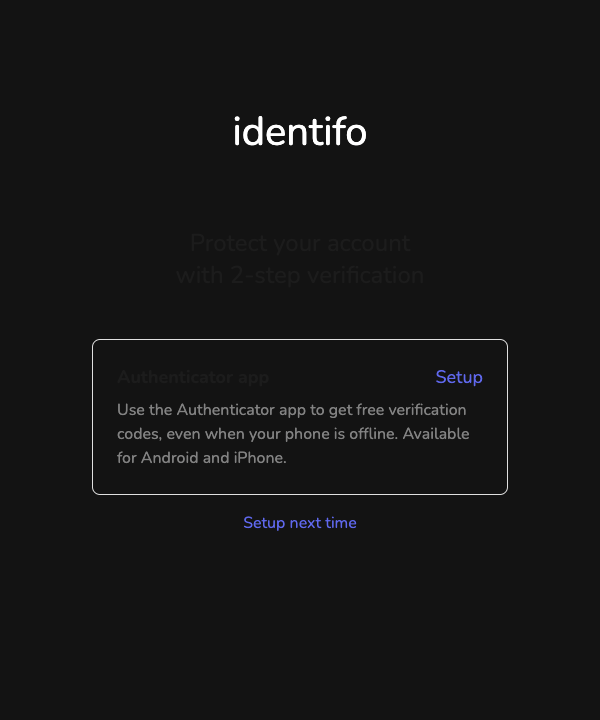 identifo
Protect your account
with 2-step verification
Authenticator app
Setup
Use the Authenticator app to get free verification
codes, even when your phone is offline. Available
for Android and iPhone.
Setup next time